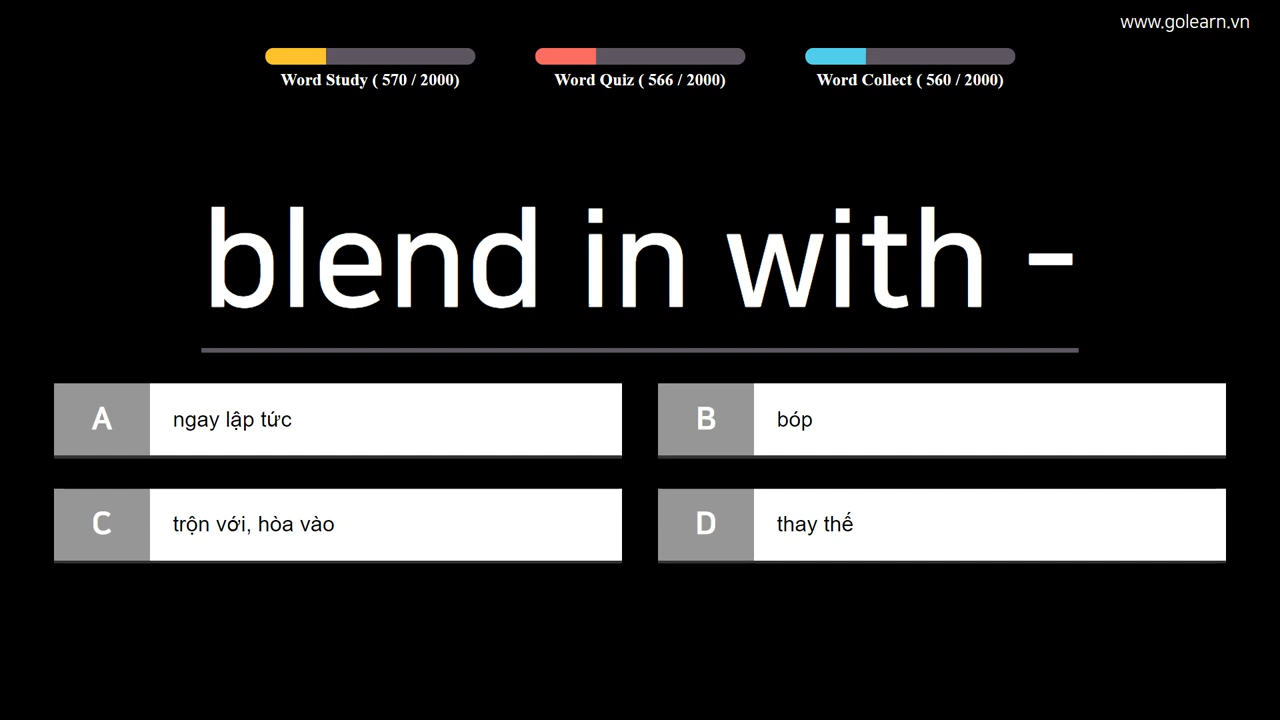 www.golearn.vn
Word Study ( 570 / 2000)
Word Quiz ( 566 / 2000)
Word Collect ( 560 / 2000)
blend in with -
A ngay lập tức
B bóp
C trộn với, hòa vào
D thay thế